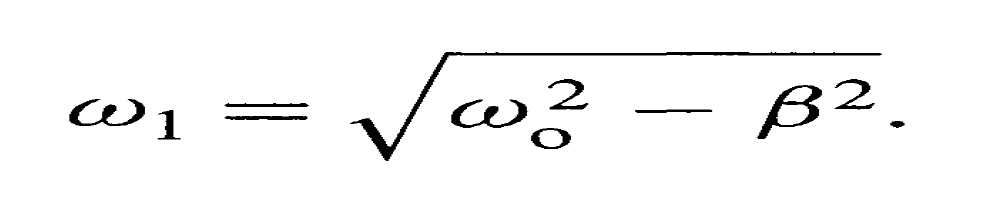 ω₁ = √(ω₀² − β²).